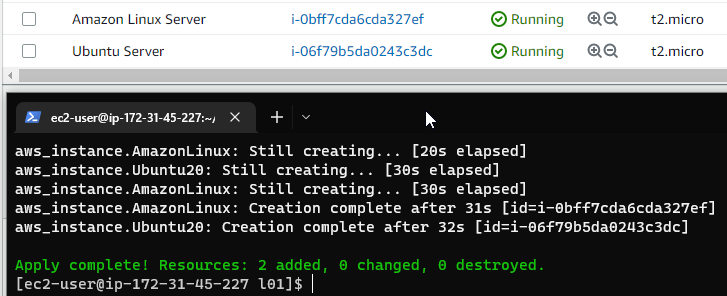 Amazon Linux Server i-0bff7cda6cda327ef Running t2.micro
Ubuntu Server i-06f79b5da0243c3dc Running t2.micro
ec2-user@ip-172-31-45-227:~/
aws_instance.AmazonLinux: Still creating... [20s elapsed]
aws_instance.Ubuntu20: Still creating... [30s elapsed]
aws_instance.AmazonLinux: Still creating... [30s elapsed]
aws_instance.AmazonLinux: Creation complete after 31s [id=i-0bff7cda6cda327ef]
aws_instance.Ubuntu20: Creation complete after 32s [id=i-06f79b5da0243c3dc]
Apply complete! Resources: 2 added, 0 changed, 0 destroyed.
[ec2-user@ip-172-31-45-227 l01]$